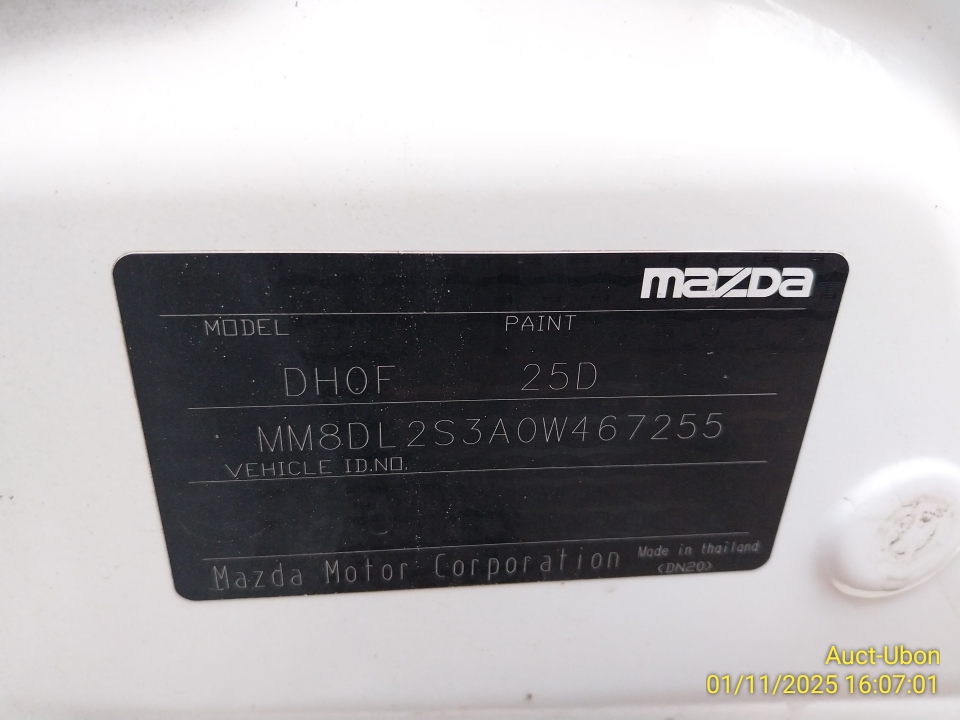 mazda
MODEL PAINT
DH0F 25D
MM8DL2S3A0W467255
VEHICLE ID.NO.
Mazda Motor Corporation Made in thailand
<DN20>
Auct-Ubon
01/11/2025 16:07:01